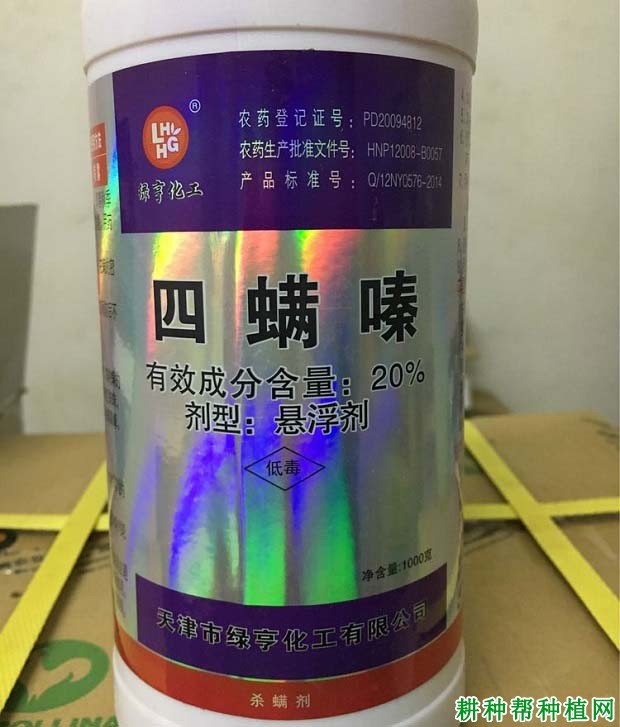 LHHG
®
绿亨化工
农药登记证号：PD20094812
农药生产批准文件号：HNP12008-B0057
产品标准号：Q/12NY0576-2014
四螨嗪
有效成分含量：20%
剂型：悬浮剂
低毒
净含量:1000克
天津市绿亨化工有限公司
杀螨剂
OLLINA
耕种帮种植网